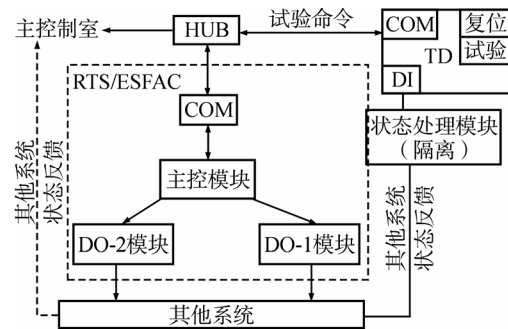 主控制室
HUB
试验命令
COM
复位
TD
试验
DI
RTS/ESFAC
COM
状态处理模块
（隔离）
主控模块
其他系统
状态反馈
DO-2模块
DO-1模块
其他系统
状态反馈
其他系统